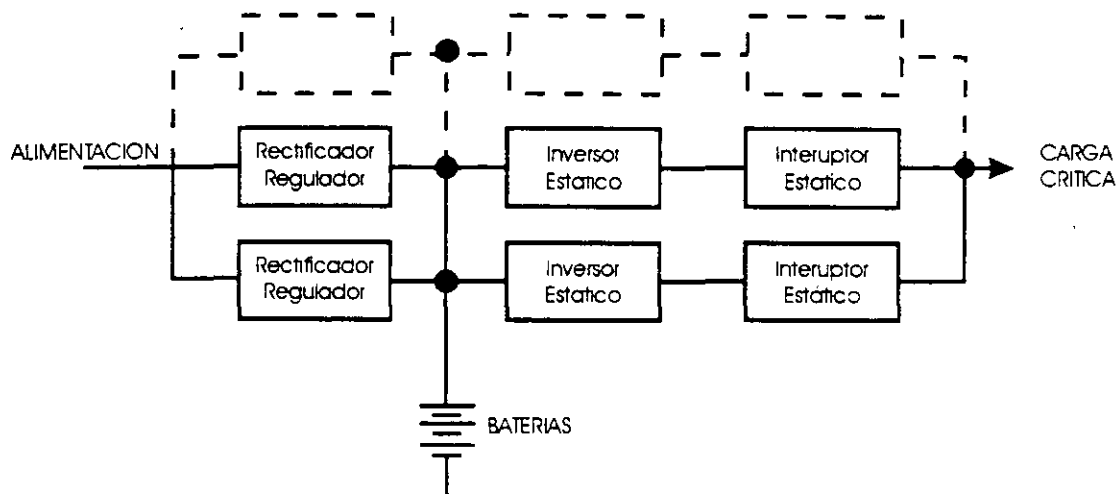 ALIMENTACION
Rectificador
Regulador
Inversor
Estatico
Interuptor
Estatico
CARGA
CRITICA
Rectificador
Regulador
Inversor
Estatico
Interuptor
Estático
BATERIAS